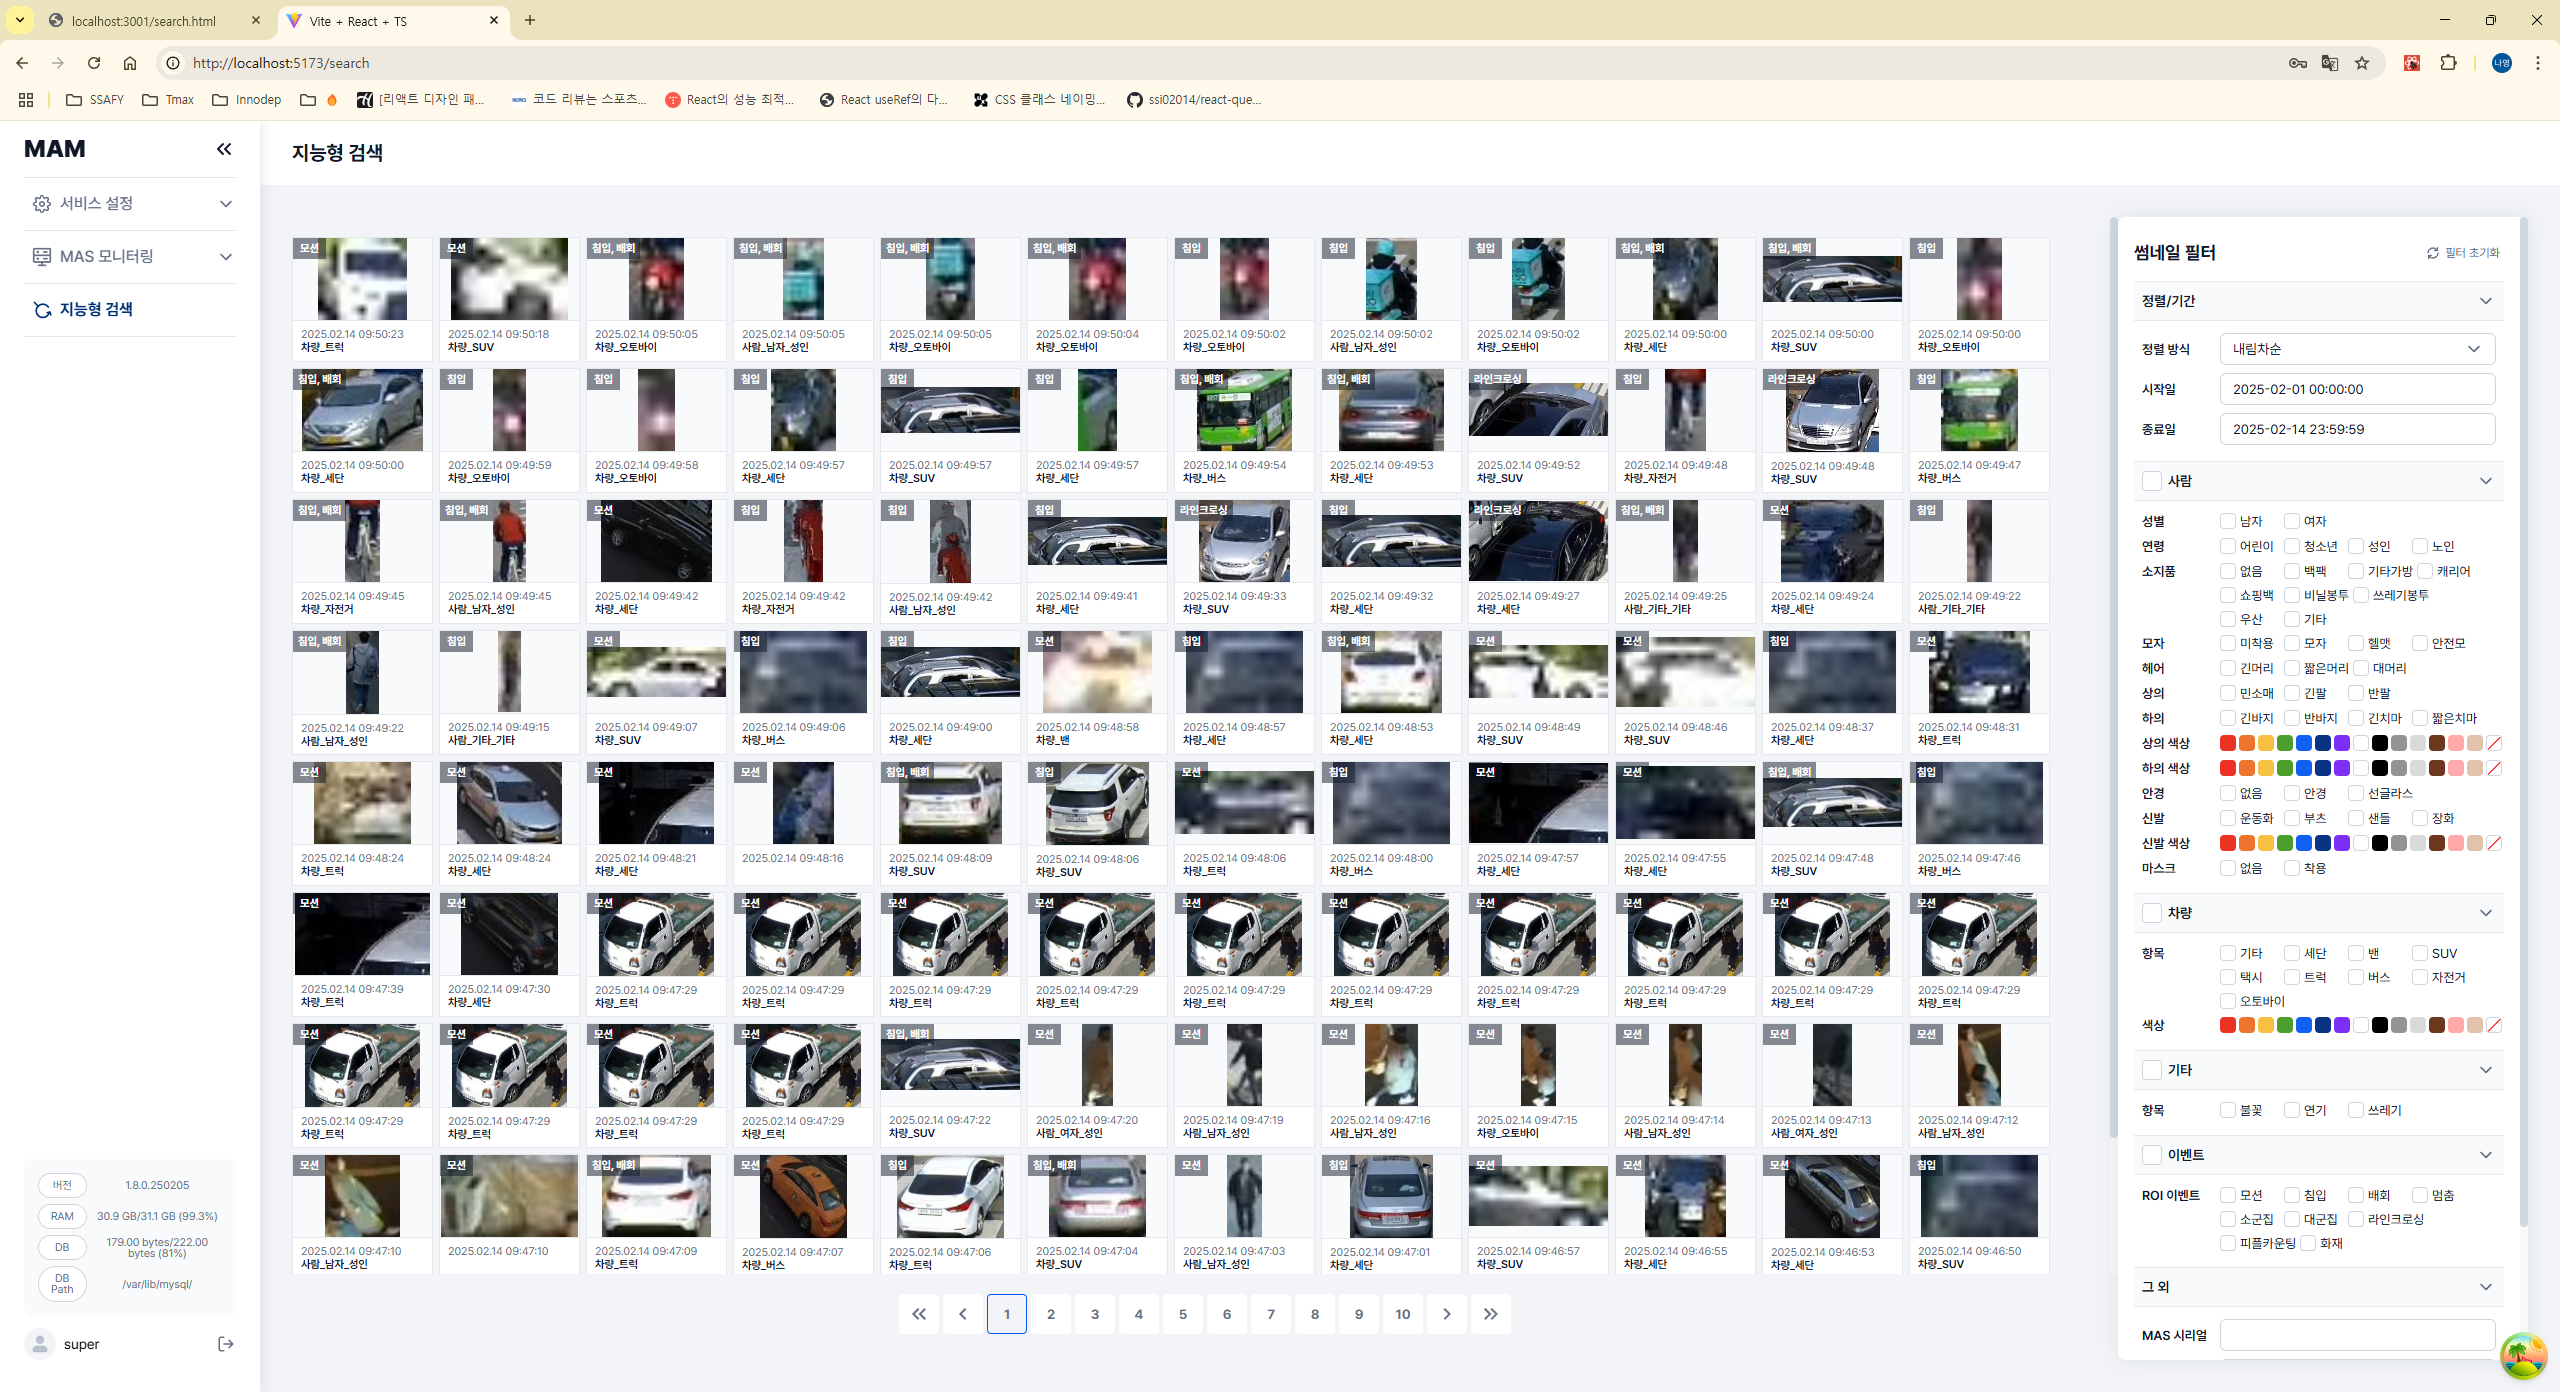 localhost:3001/search.html
Vite + React + TS
http://localhost:5173/search
나영
SSAFY
Tmax
Innodep
[리액트 디자인 패...
코드 리뷰는 스포츠...
React의 성능 최적...
React useRef의 다...
CSS 클래스 네이밍...
ssi02014/react-que...
MAM
서비스 설정
MAS 모니터링
지능형 검색
버전 1.8.0.250205
RAM 30.9 GB/31.1 GB (99.3%)
DB 179.00 bytes/222.00 bytes (81%)
DB Path /var/lib/mysql/
super
지능형 검색
모션 모션 침입, 배회 침입, 배회 침입, 배회 침입, 배회 침입 침입 침입 침입, 배회 침입, 배회 침입
2025.02.14 09:50:23 2025.02.14 09:50:18 2025.02.14 09:50:05 2025.02.14 09:50:05 2025.02.14 09:50:05 2025.02.14 09:50:04 2025.02.14 09:50:02 2025.02.14 09:50:02 2025.02.14 09:50:02 2025.02.14 09:50:00 2025.02.14 09:50:00 2025.02.14 09:50:00
차량_트럭 차량_SUV 차량_오토바이 사람_남자_성인 차량_오토바이 차량_오토바이 차량_오토바이 사람_남자_성인 차량_오토바이 차량_세단 차량_SUV 차량_오토바이
침입, 배회 침입 침입 침입 침입 침입 침입, 배회 침입, 배회 라인크로싱 침입 라인크로싱 침입
2025.02.14 09:50:00 2025.02.14 09:49:59 2025.02.14 09:49:58 2025.02.14 09:49:57 2025.02.14 09:49:57 2025.02.14 09:49:57 2025.02.14 09:49:54 2025.02.14 09:49:53 2025.02.14 09:49:52 2025.02.14 09:49:48 2025.02.14 09:49:48 2025.02.14 09:49:47
차량_세단 차량_오토바이 차량_오토바이 차량_세단 차량_SUV 차량_세단 차량_버스 차량_세단 차량_SUV 차량_자전거 차량_SUV 차량_버스
침입, 배회 침입, 배회 모션 침입 침입 침입 라인크로싱 침입, 배회 라인크로싱 침입, 배회 모션 침입
2025.02.14 09:49:45 2025.02.14 09:49:45 2025.02.14 09:49:42 2025.02.14 09:49:42 2025.02.14 09:49:42 2025.02.14 09:49:41 2025.02.14 09:49:33 2025.02.14 09:49:32 2025.02.14 09:49:27 2025.02.14 09:49:25 2025.02.14 09:49:24 2025.02.14 09:49:22
차량_자전거 사람_남자_성인 차량_세단 차량_자전거 사람_남자_성인 차량_세단 차량_SUV 차량_세단 차량_세단 사람_기타_기타 차량_세단 사람_기타_기타
침입, 배회 침입 모션 침입 침입 모션 침입 침입, 배회 모션 모션 침입 모션
2025.02.14 09:49:22 2025.02.14 09:49:15 2025.02.14 09:49:07 2025.02.14 09:49:06 2025.02.14 09:49:00 2025.02.14 09:48:58 2025.02.14 09:48:57 2025.02.14 09:48:53 2025.02.14 09:48:49 2025.02.14 09:48:46 2025.02.14 09:48:37 2025.02.14 09:48:31
사람_남자_성인 사람_기타_기타 차량_SUV 차량_버스 차량_세단 차량_밴 차량_세단 차량_세단 차량_SUV 차량_SUV 차량_세단 차량_트럭
모션 모션 모션 모션 침입, 배회 침입 모션 침입 모션 모션 침입, 배회 침입
2025.02.14 09:48:24 2025.02.14 09:48:24 2025.02.14 09:48:21 2025.02.14 09:48:16 2025.02.14 09:48:09 2025.02.14 09:48:06 2025.02.14 09:48:06 2025.02.14 09:48:00 2025.02.14 09:47:57 2025.02.14 09:47:55 2025.02.14 09:47:48 2025.02.14 09:47:46
차량_트럭 차량_세단 차량_세단 차량_SUV 차량_SUV 차량_트럭 차량_버스 차량_세단 차량_세단 차량_SUV 차량_버스
모션 모션 모션 모션 모션 모션 모션 모션 모션 모션 모션 모션
2025.02.14 09:47:39 2025.02.14 09:47:30 2025.02.14 09:47:29 2025.02.14 09:47:29 2025.02.14 09:47:29 2025.02.14 09:47:29 2025.02.14 09:47:29 2025.02.14 09:47:29 2025.02.14 09:47:29 2025.02.14 09:47:29 2025.02.14 09:47:29 2025.02.14 09:47:29
차량_트럭 차량_세단 차량_트럭 차량_트럭 차량_트럭 차량_트럭 차량_트럭 차량_트럭 차량_트럭 차량_트럭 차량_트럭 차량_트럭
모션 모션 모션 모션 침입, 배회 모션 모션 모션 모션 모션 모션 모션
2025.02.14 09:47:29 2025.02.14 09:47:29 2025.02.14 09:47:29 2025.02.14 09:47:29 2025.02.14 09:47:22 2025.02.14 09:47:20 2025.02.14 09:47:19 2025.02.14 09:47:16 2025.02.14 09:47:15 2025.02.14 09:47:14 2025.02.14 09:47:13 2025.02.14 09:47:12
차량_트럭 차량_트럭 차량_트럭 차량_트럭 차량_SUV 사람_여자_성인 사람_남자_성인 사람_남자_성인 차량_오토바이 사람_남자_성인 사람_여자_성인 사람_남자_성인
모션 모션 침입, 배회 모션 침입 침입, 배회 모션 침입 모션 모션 모션 침입
2025.02.14 09:47:10 2025.02.14 09:47:10 2025.02.14 09:47:09 2025.02.14 09:47:07 2025.02.14 09:47:06 2025.02.14 09:47:04 2025.02.14 09:47:03 2025.02.14 09:47:01 2025.02.14 09:46:57 2025.02.14 09:46:55 2025.02.14 09:46:53 2025.02.14 09:46:50
사람_남자_성인 차량_트럭 차량_버스 차량_트럭 차량_SUV 사람_남자_성인 차량_세단 차량_SUV 차량_세단 차량_세단 차량_SUV
1 2 3 4 5 6 7 8 9 10
썸네일 필터
필터 초기화
정렬/기간
정렬 방식 내림차순
시작일 2025-02-01 00:00:00
종료일 2025-02-14 23:59:59
사람
성별 남자 여자
연령 어린이 청소년 성인 노인
소지품 없음 백팩 기타가방 캐리어
쇼핑백 비닐봉투 쓰레기봉투
우산 기타
모자 미착용 모자 헬맷 안전모
헤어 긴머리 짧은머리 대머리
상의 민소매 긴팔 반팔
하의 긴바지 반바지 긴치마 짧은치마
상의 색상
하의 색상
안경 없음 안경 선글라스
신발 운동화 부츠 샌들 장화
신발 색상
마스크 없음 착용
차량
항목 기타 세단 밴 SUV
택시 트럭 버스 자전거
오토바이
색상
기타
항목 불꽃 연기 쓰레기
이벤트
ROI 이벤트 모션 침입 배회 멈춤
소군집 대군집 라인크로싱
피플카운팅 화재
그 외
MAS 시리얼